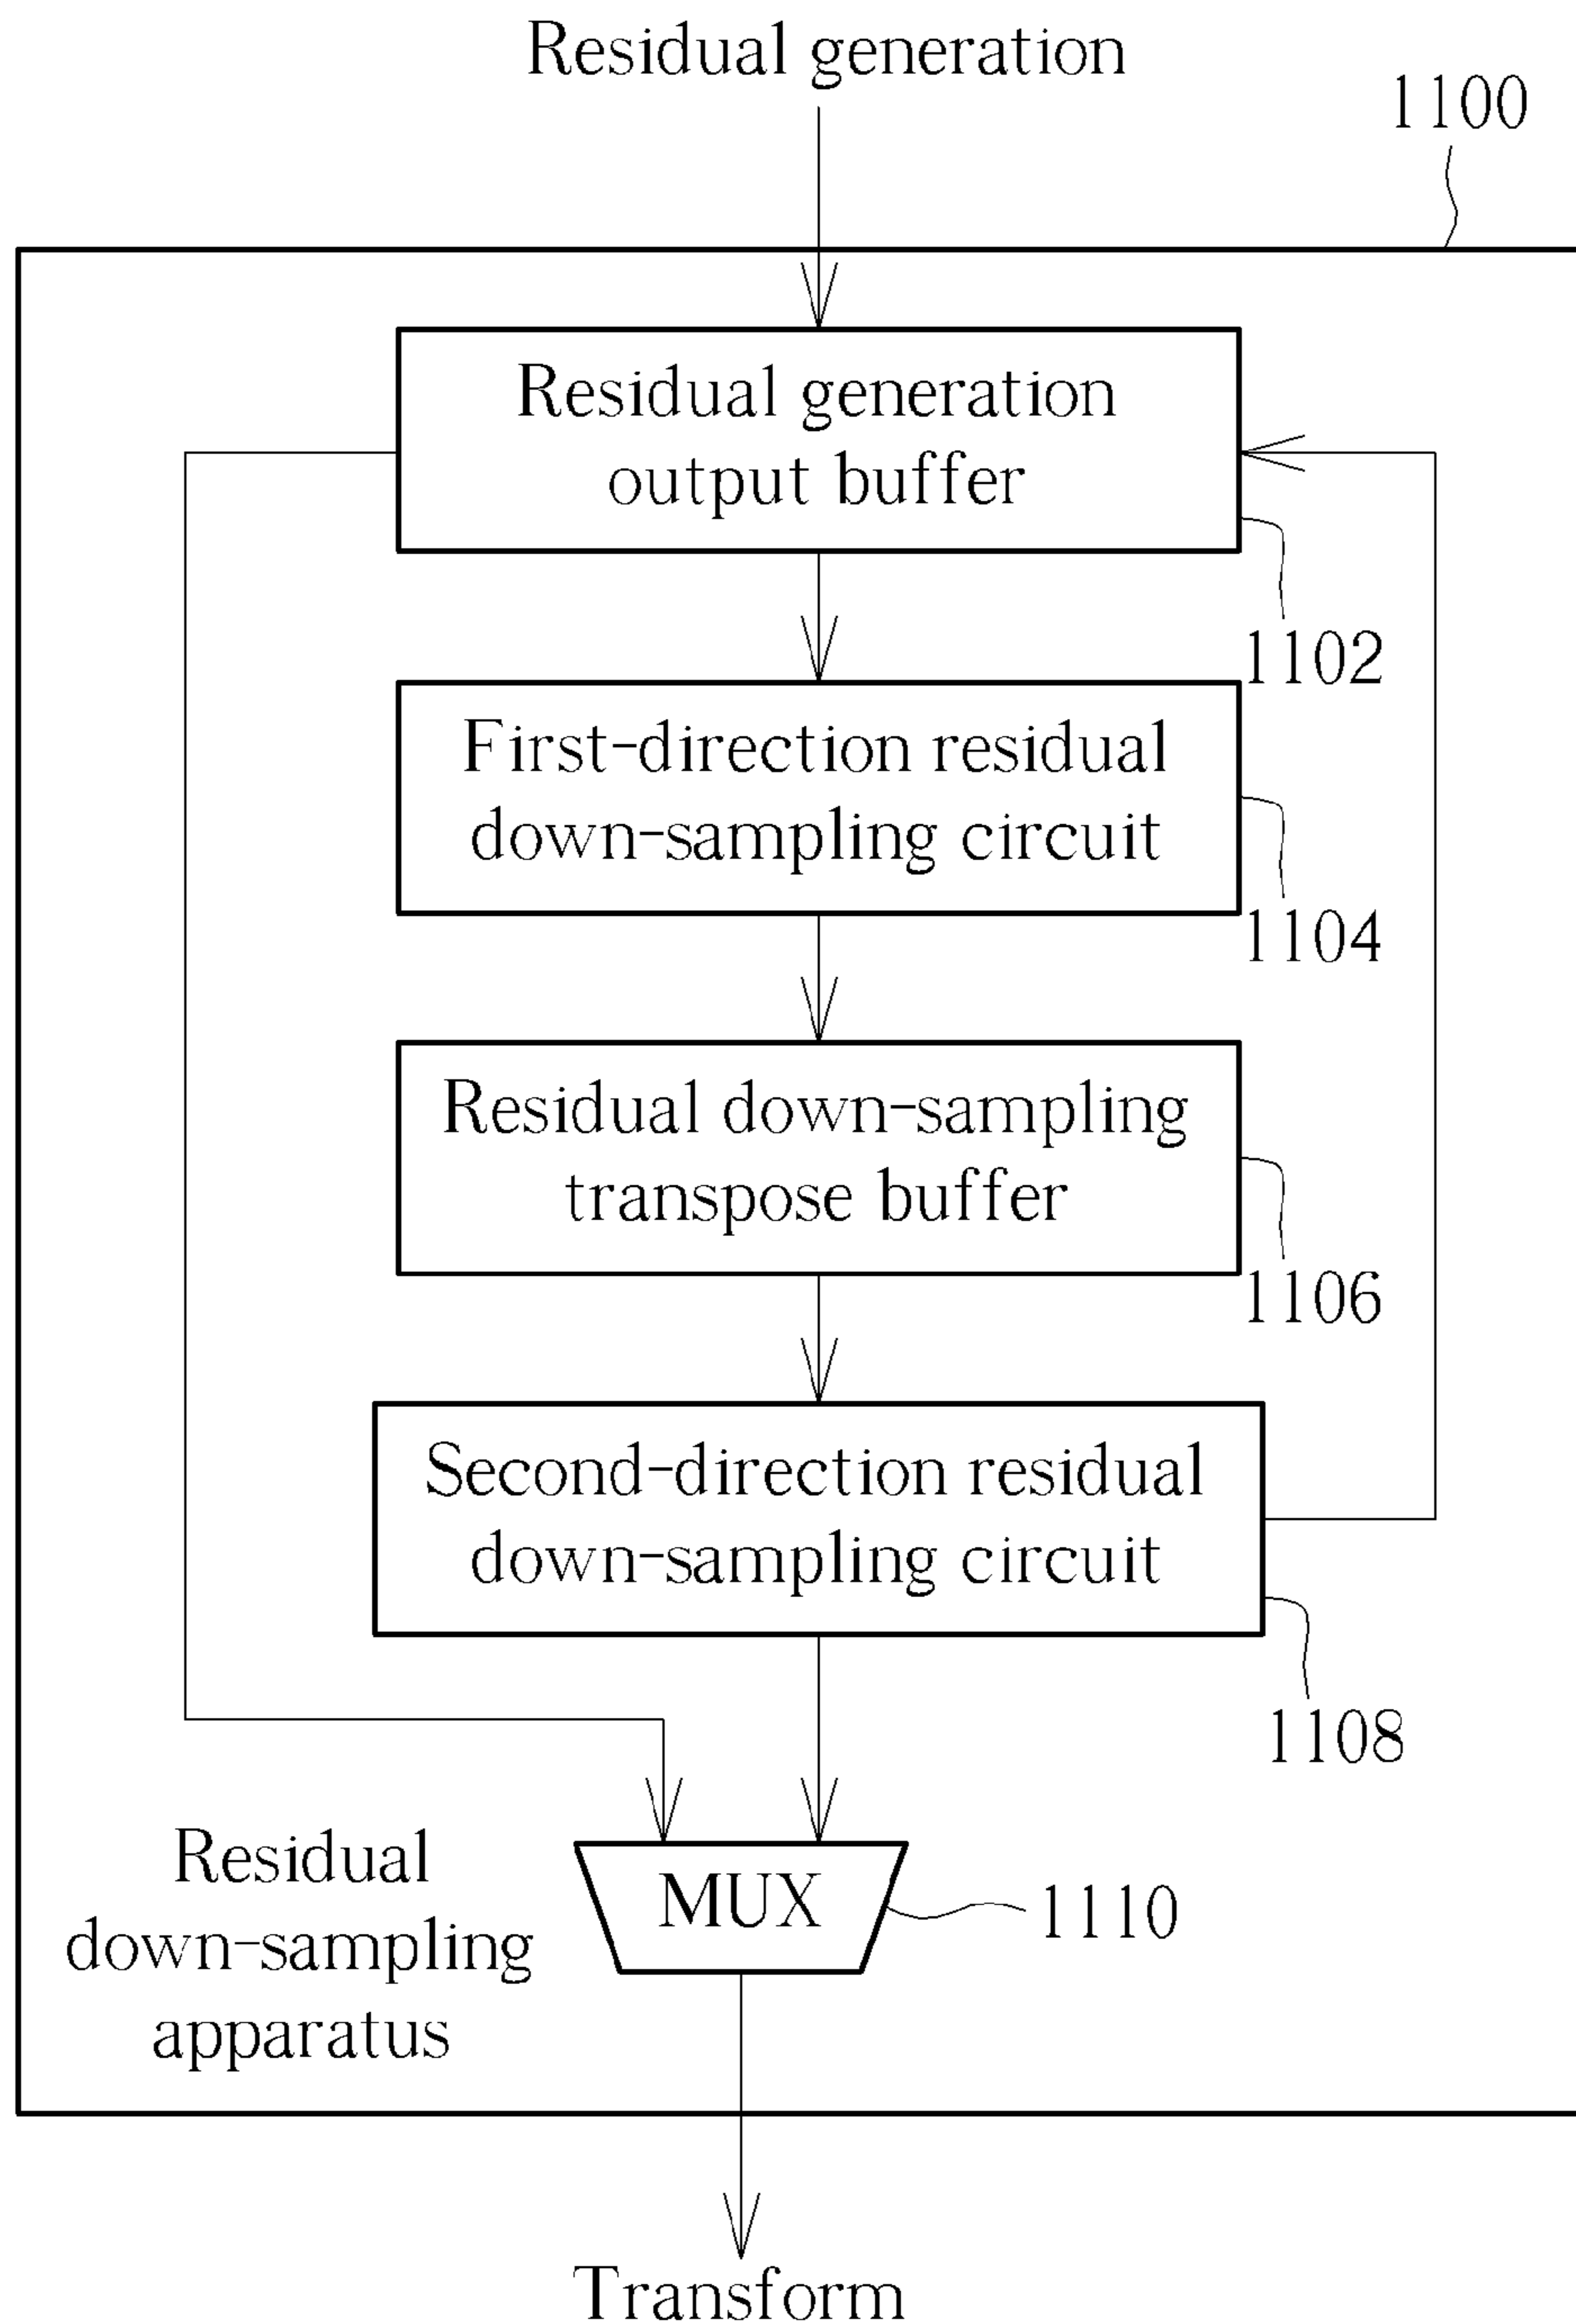 Residual generation
1100
Residual generation
output buffer
1102
First-direction residual
down-sampling circuit
1104
Residual down-sampling
transpose buffer
1106
Second-direction residual
down-sampling circuit
1108
MUX
1110
Residual
down-sampling
apparatus
Transform